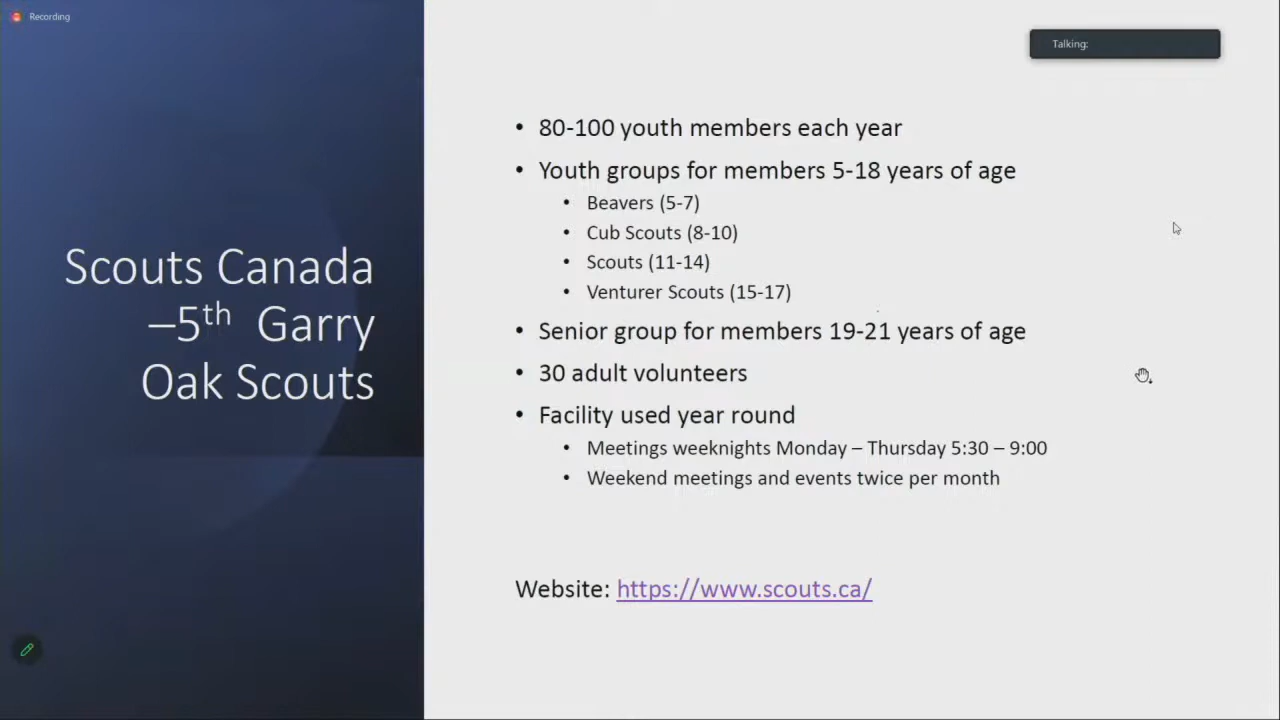 Recording
Talking:
Scouts Canada
–5th Garry
Oak Scouts
• 80-100 youth members each year
• Youth groups for members 5-18 years of age
• Beavers (5-7)
• Cub Scouts (8-10)
• Scouts (11-14)
• Venturer Scouts (15-17)
• Senior group for members 19-21 years of age
• 30 adult volunteers
• Facility used year round
• Meetings weeknights Monday – Thursday 5:30 – 9:00
• Weekend meetings and events twice per month
Website: https://www.scouts.ca/